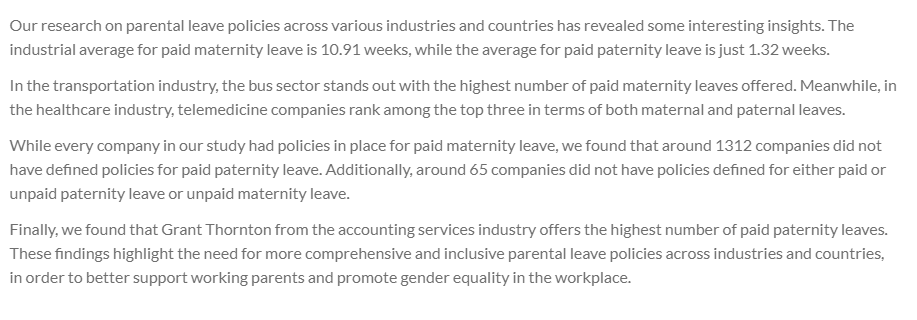 Our research on parental leave policies across various industries and countries has revealed some interesting insights. The
industrial average for paid maternity leave is 10.91 weeks, while the average for paid paternity leave is just 1.32 weeks.
In the transportation industry, the bus sector stands out with the highest number of paid maternity leaves offered. Meanwhile, in
the healthcare industry, telemedicine companies rank among the top three in terms of both maternal and paternal leaves.
While every company in our study had policies in place for paid maternity leave, we found that around 1312 companies did not
have defined policies for paid paternity leave. Additionally, around 65 companies did not have policies defined for either paid or
unpaid paternity leave or unpaid maternity leave.
Finally, we found that Grant Thornton from the accounting services industry offers the highest number of paid paternity leaves.
These findings highlight the need for more comprehensive and inclusive parental leave policies across industries and countries,
in order to better support working parents and promote gender equality in the workplace.